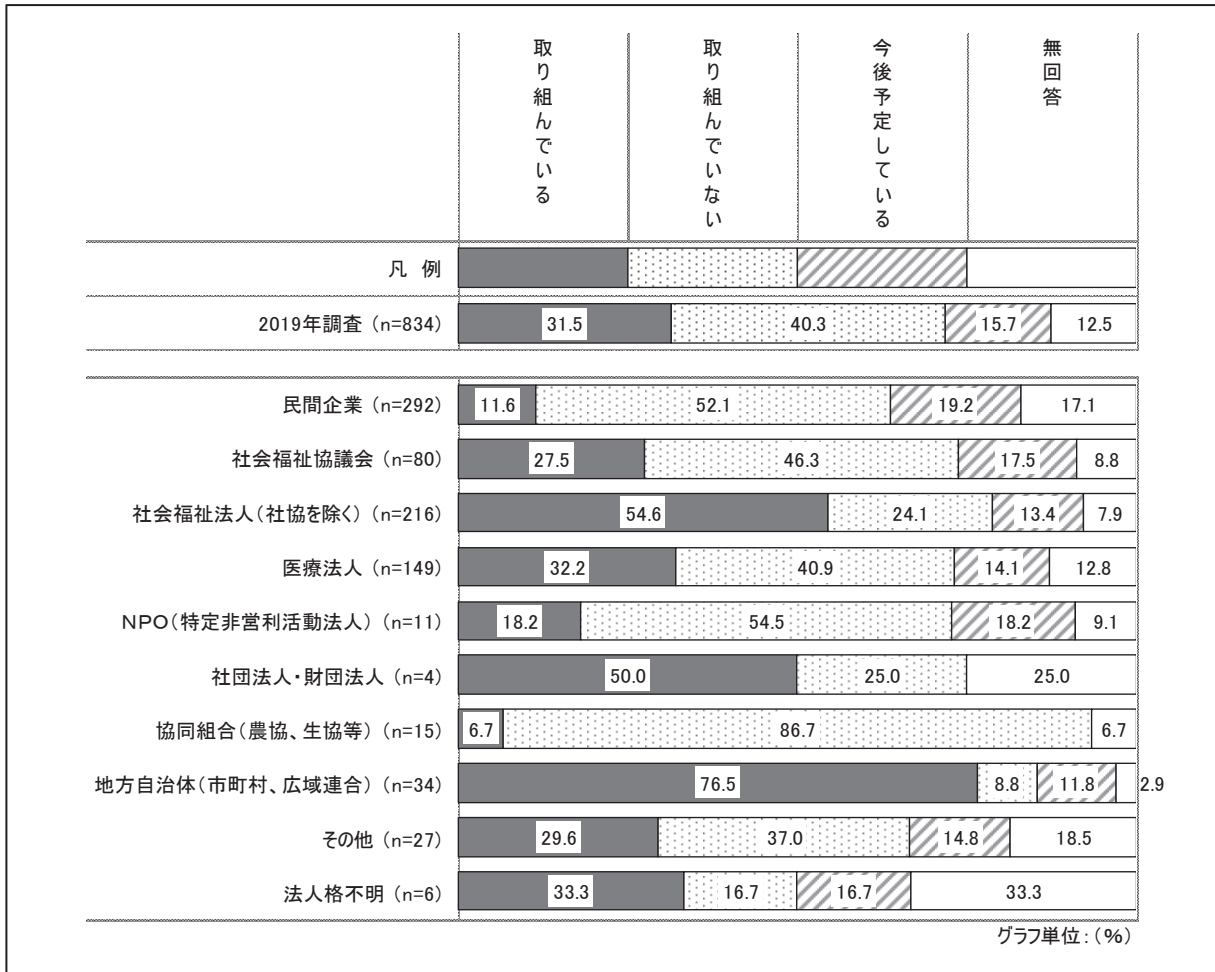 取り組んでいる
取り組んでいない
今後予定している
無回答
凡 例
2019年調査 (n=834) 31.5 40.3 15.7 12.5
民間企業 (n=292) 11.6 52.1 19.2 17.1
社会福祉協議会 (n=80) 27.5 46.3 17.5 8.8
社会福祉法人(社協を除く) (n=216) 54.6 24.1 13.4 7.9
医療法人 (n=149) 32.2 40.9 14.1 12.8
NPO(特定非営利活動法人) (n=11) 18.2 54.5 18.2 9.1
社団法人・財団法人 (n=4) 50.0 25.0 25.0
協同組合(農協、生協等) (n=15) 6.7 86.7 6.7
地方自治体(市町村、広域連合) (n=34) 76.5 8.8 11.8 2.9
その他 (n=27) 29.6 37.0 14.8 18.5
法人格不明 (n=6) 33.3 16.7 16.7 33.3
グラフ単位:(%)